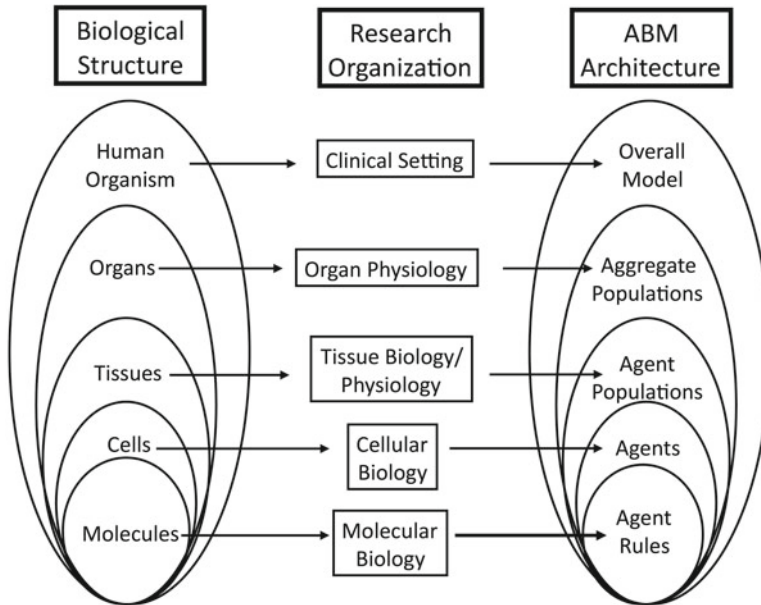 Biological
Structure
Research
Organization
ABM
Architecture
Human
Organism
Clinical Setting
Overall
Model
Organs
Organ Physiology
Aggregate
Populations
Tissues
Tissue Biology/
Physiology
Agent
Populations
Cells
Cellular
Biology
Agents
Molecules
Molecular
Biology
Agent
Rules